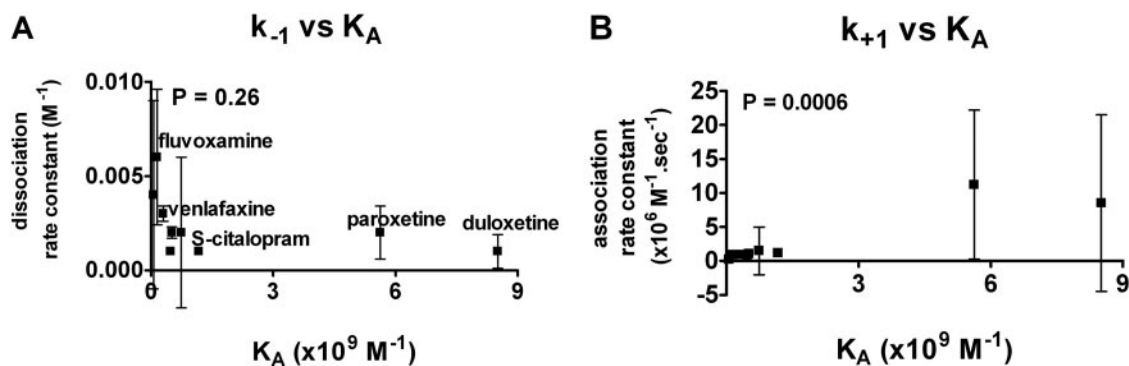 A
k-1 vs KA
dissociation
rate constant (M-1)
0.010
0.005
0.000
P = 0.26
fluvoxamine
venlafaxine
S-citalopram
paroxetine
duloxetine
0 3 6 9
KA (x10^9 M-1)
B
k+1 vs KA
association
rate constant
(x10^6 M-1.sec-1)
25
20
15
10
5
0
-5
P = 0.0006
3 6 9
KA (x10^9 M-1)